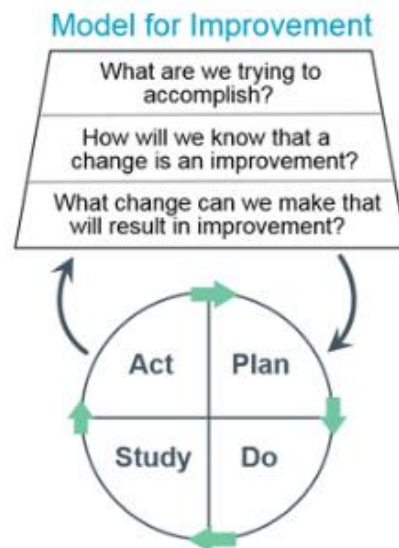 Model for Improvement
What are we trying to
accomplish?
How will we know that a
change is an improvement?
What change can we make that
will result in improvement?
Act
Plan
Study
Do